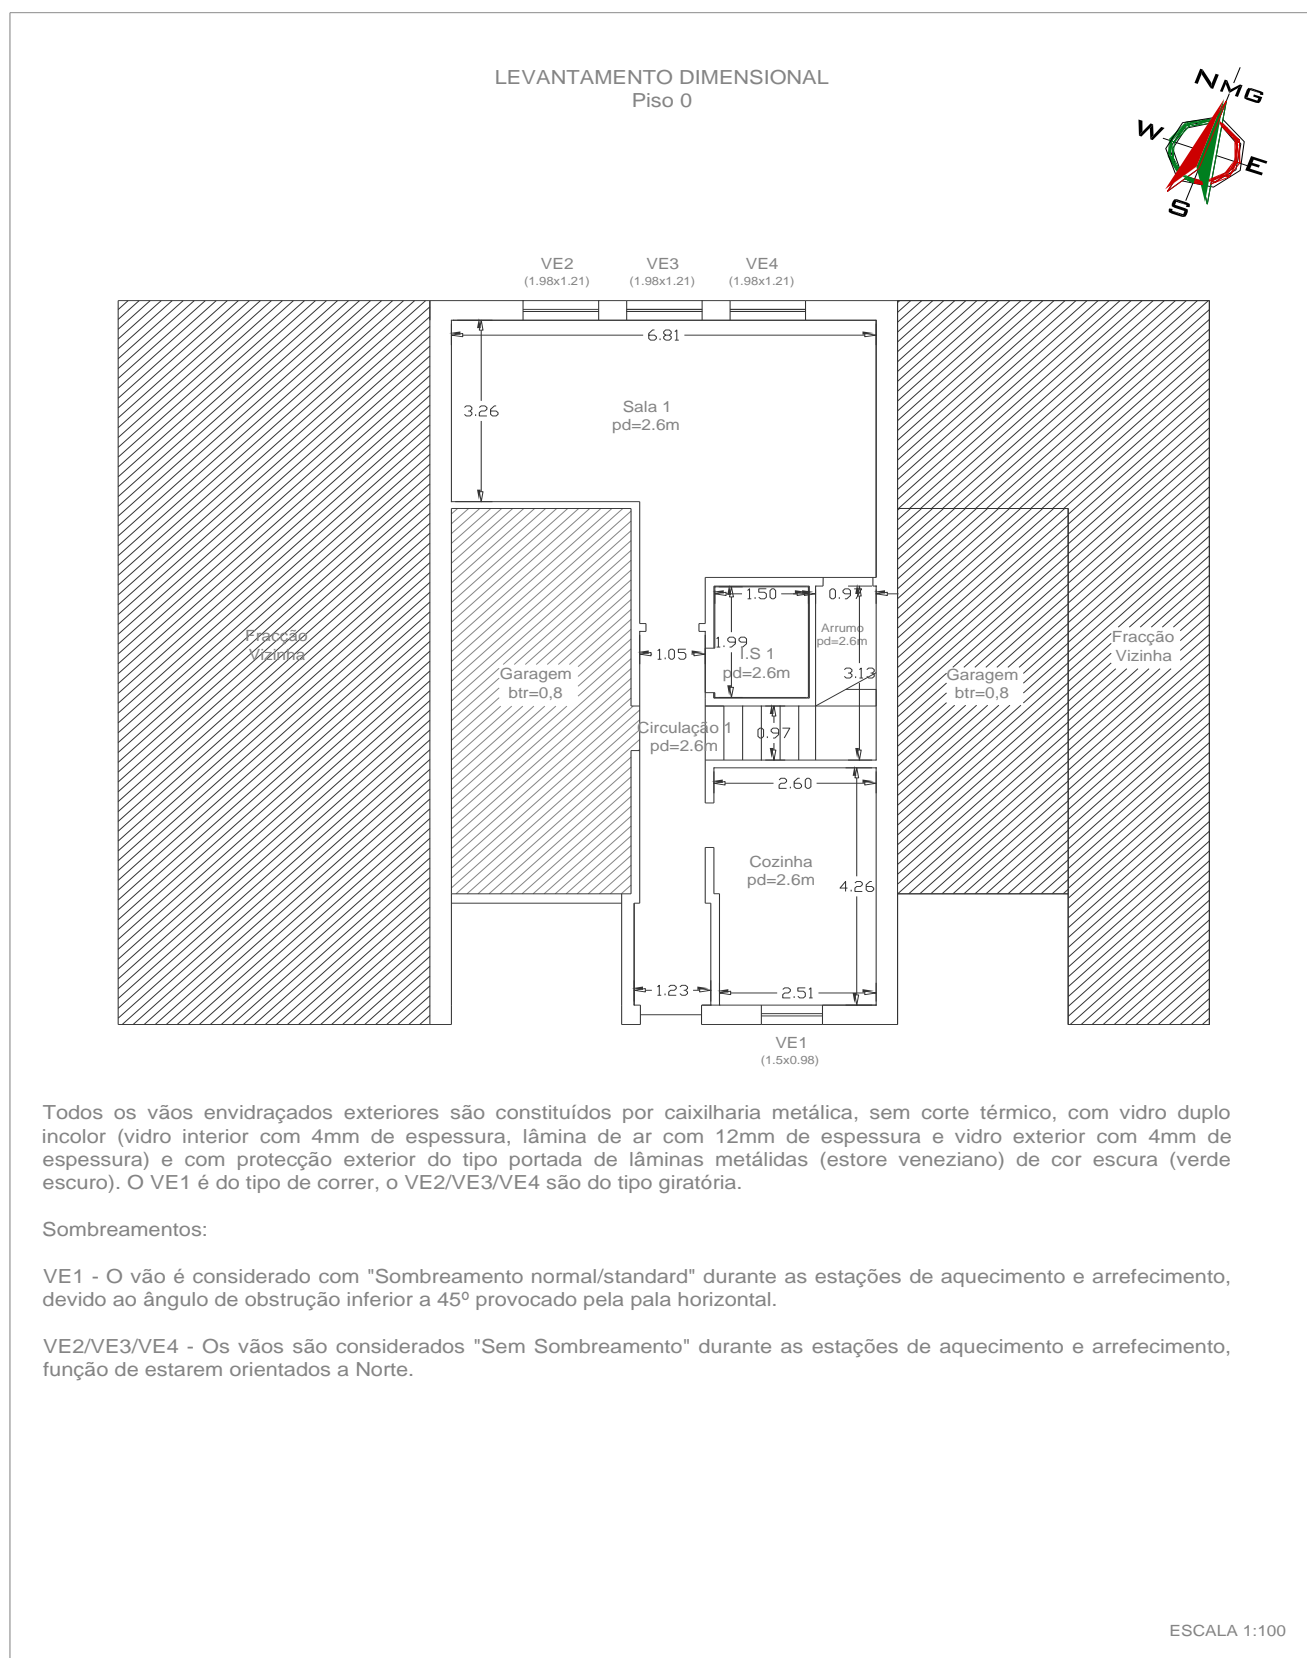 LEVANTAMENTO DIMENSIONAL
Piso 0
N MG
W
E
S
VE2
(1.98x1.21)
VE3
(1.98x1.21)
VE4
(1.98x1.21)
6.81
3.26
Sala 1
pd=2.6m
1.50
0.97
Fracção
Vizinha
1.05
1.99
I.S 1
pd=2.6m
Arrumo
pd=2.6m
3.13
Garagem
btr=0,8
Garagem
btr=0,8
Fracção
Vizinha
Circulação 1
pd=2.6m
0.97
2.60
Cozinha
pd=2.6m
4.26
1.23
2.51
VE1
(1.5x0.98)
Todos os vãos envidraçados exteriores são constituídos por caixilharia metálica, sem corte térmico, com vidro duplo
incolor (vidro interior com 4mm de espessura, lâmina de ar com 12mm de espessura e vidro exterior com 4mm de
espessura) e com protecção exterior do tipo portada de lâminas metálidas (estore veneziano) de cor escura (verde
escuro). O VE1 é do tipo de correr, o VE2/VE3/VE4 são do tipo giratória.
Sombreamentos:
VE1 - O vão é considerado com "Sombreamento normal/standard" durante as estações de aquecimento e arrefecimento,
devido ao ângulo de obstrução inferior a 45º provocado pela pala horizontal.
VE2/VE3/VE4 - Os vãos são considerados "Sem Sombreamento" durante as estações de aquecimento e arrefecimento,
função de estarem orientados a Norte.
ESCALA 1:100